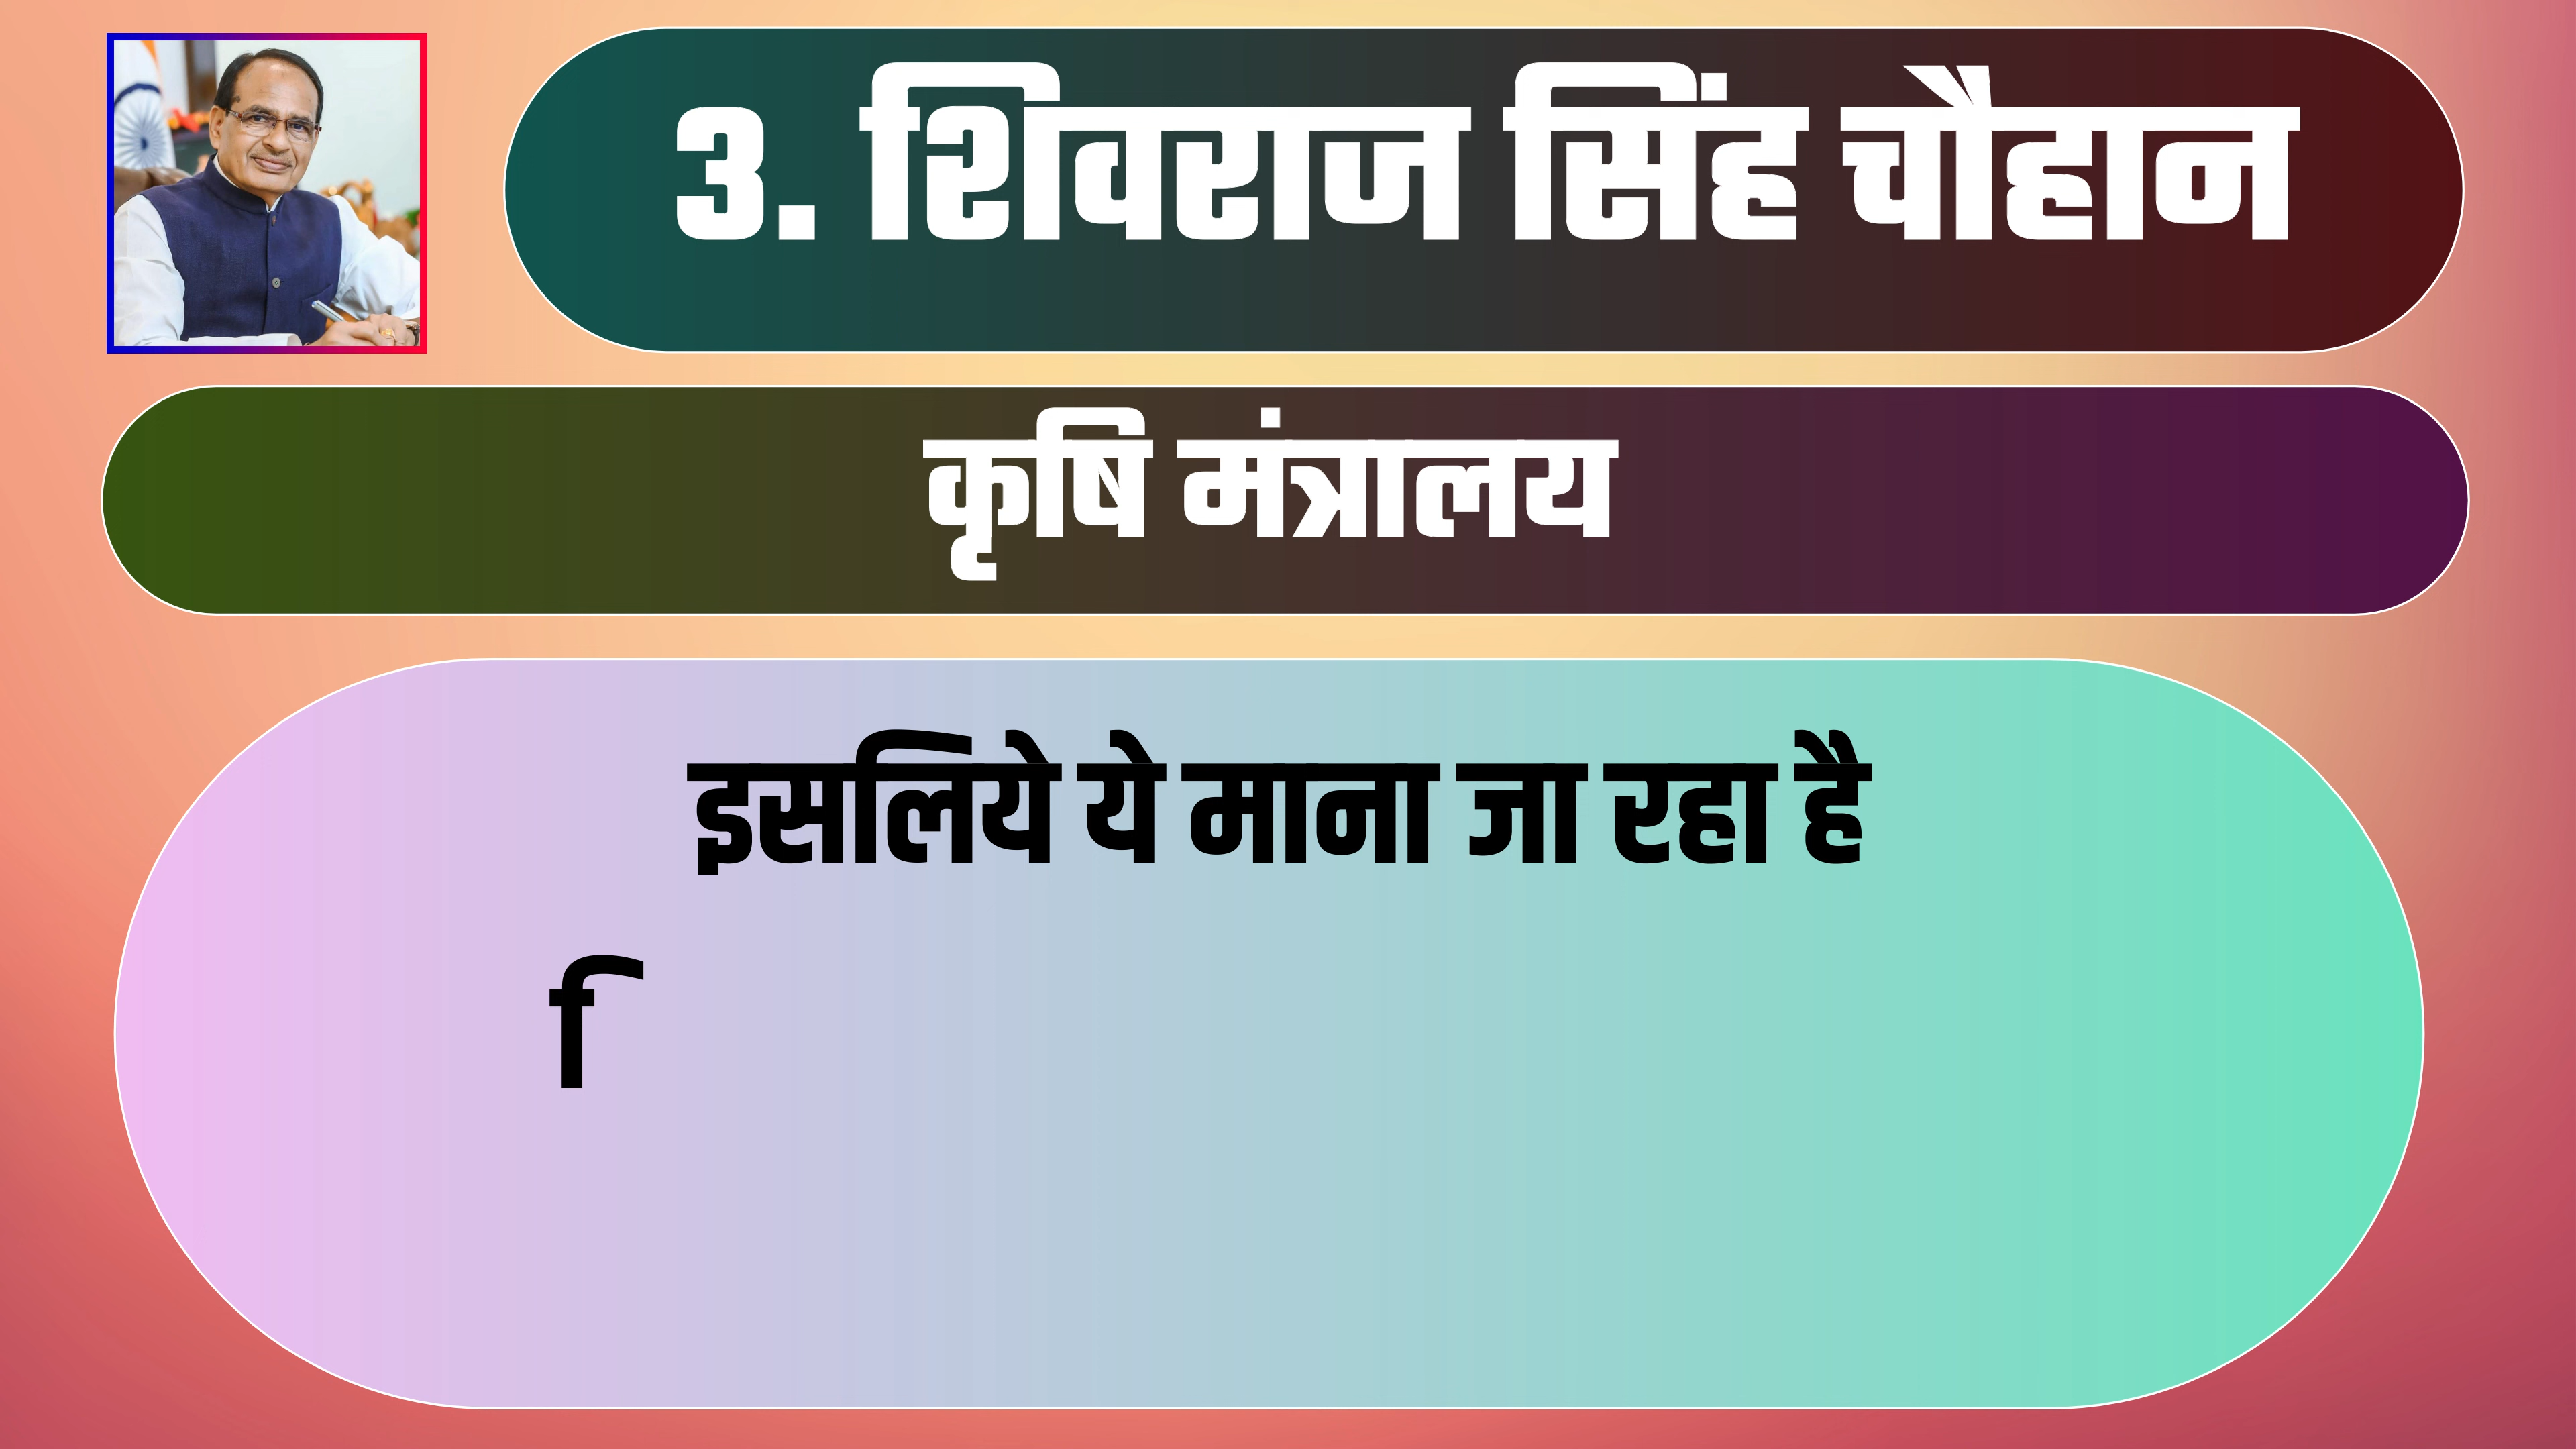 3. शिवराज सिंह चौहान
कृषि मंत्रालय
इसलिये ये माना जा रहा है
ि